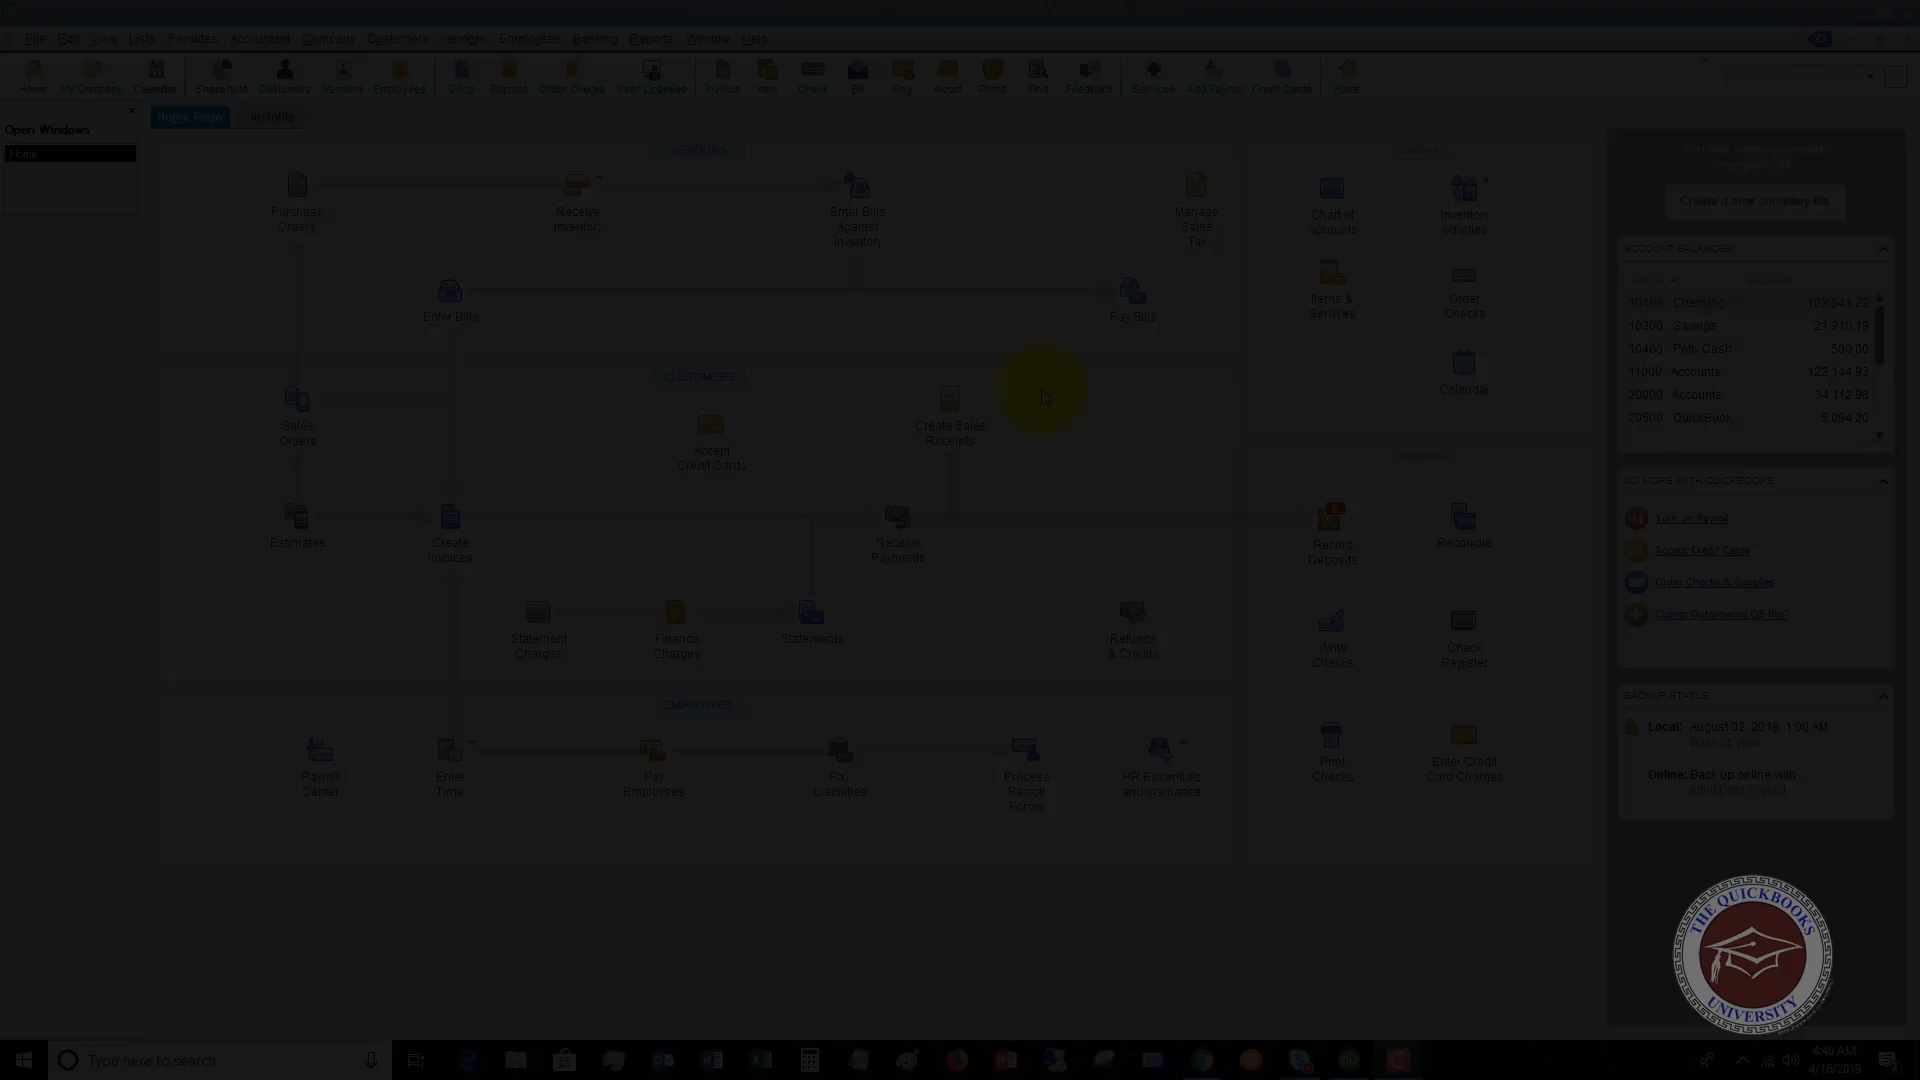 File Edit View Lists Favorites Accountant Company Customers Vendors Employees Banking Reports Window Help
Home My Company Calendar Snapshots Customers Vendors Employees Docs Reports Order Checks User Licenses Invoice Item Check Bill Reg Accnt Rmnd Find Feedback Services Add Payroll Credit Cards Home
Open Windows
Home
Home Page Insights
VENDORS
Purchase
Orders
Receive
Inventory
Enter Bills
Against
Inventory
Manage
Sales
Tax
Enter Bills
Pay Bills
CUSTOMERS
Sales
Orders
Accept
Credit Cards
Create Sales
Receipts
Estimates
Create
Invoices
Receive
Payments
Statement
Charges
Finance
Charges
Statements
Refunds
& Credits
EMPLOYEES
Payroll
Center
Enter
Time
Pay
Employees
Pay
Liabilities
Process
Payroll
Forms
HR Essentials
and Insurance
COMPANY
Chart of
Accounts
Inventory
Activities
Items &
Services
Order
Checks
Calendar
BANKING
Record
Deposits
Reconcile
Write
Checks
Check
Register
Print
Checks
Enter Credit
Card Charges
Create a new company file
ACCOUNT BALANCES
10100 · Checking 102,041.22
10300 · Savings 21,910.19
10400 · Petty Cash 500.00
11000 · Accounts ... 122,144.93
20000 · Accounts ... 34,112.98
20500 · QuickBook... 5,094.20
DO MORE WITH QUICKBOOKS
Turn on Payroll
Accept Credit Cards
Order Checks & Supplies
Clients Outgrowing QB Pro?
BACKUP STATUS
Local: August 02, 2018, 1:00 AM
Back up now
Online: Back up online with
Intuit Data Protect
THE QUICKBOOKS
UNIVERSITY
Type here to search
4:40 AM
4/16/2019